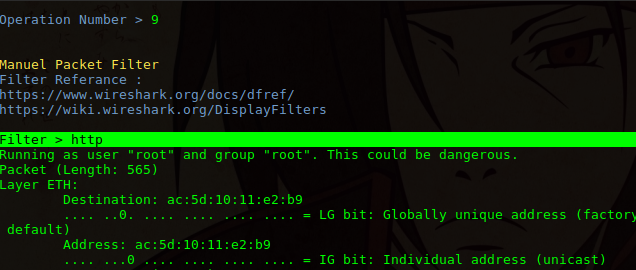 Operation Number > 9
Manuel Packet Filter
Filter Referance :
https://www.wireshark.org/docs/dfref/
https://wiki.wireshark.org/DisplayFilters
Filter > http
Running as user "root" and group "root". This could be dangerous.
Packet (Length: 565)
Layer ETH:
Destination: ac:5d:10:11:e2:b9
.... ..0. .... .... .... .... = LG bit: Globally unique address (factory
default)
Address: ac:5d:10:11:e2:b9
.... ...0 .... .... .... .... = IG bit: Individual address (unicast)